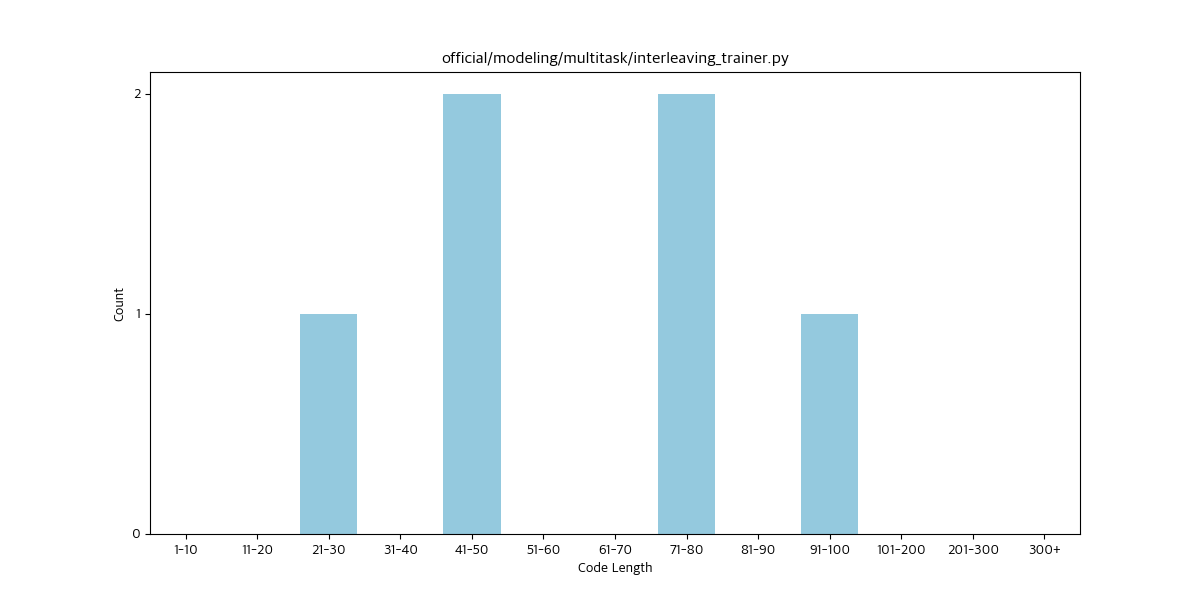 official/modeling/multitask/interleaving_trainer.py
2
1
0
Count
1-10 11-20 21-30 31-40 41-50 51-60 61-70 71-80 81-90 91-100 101-200 201-300 300+
Code Length